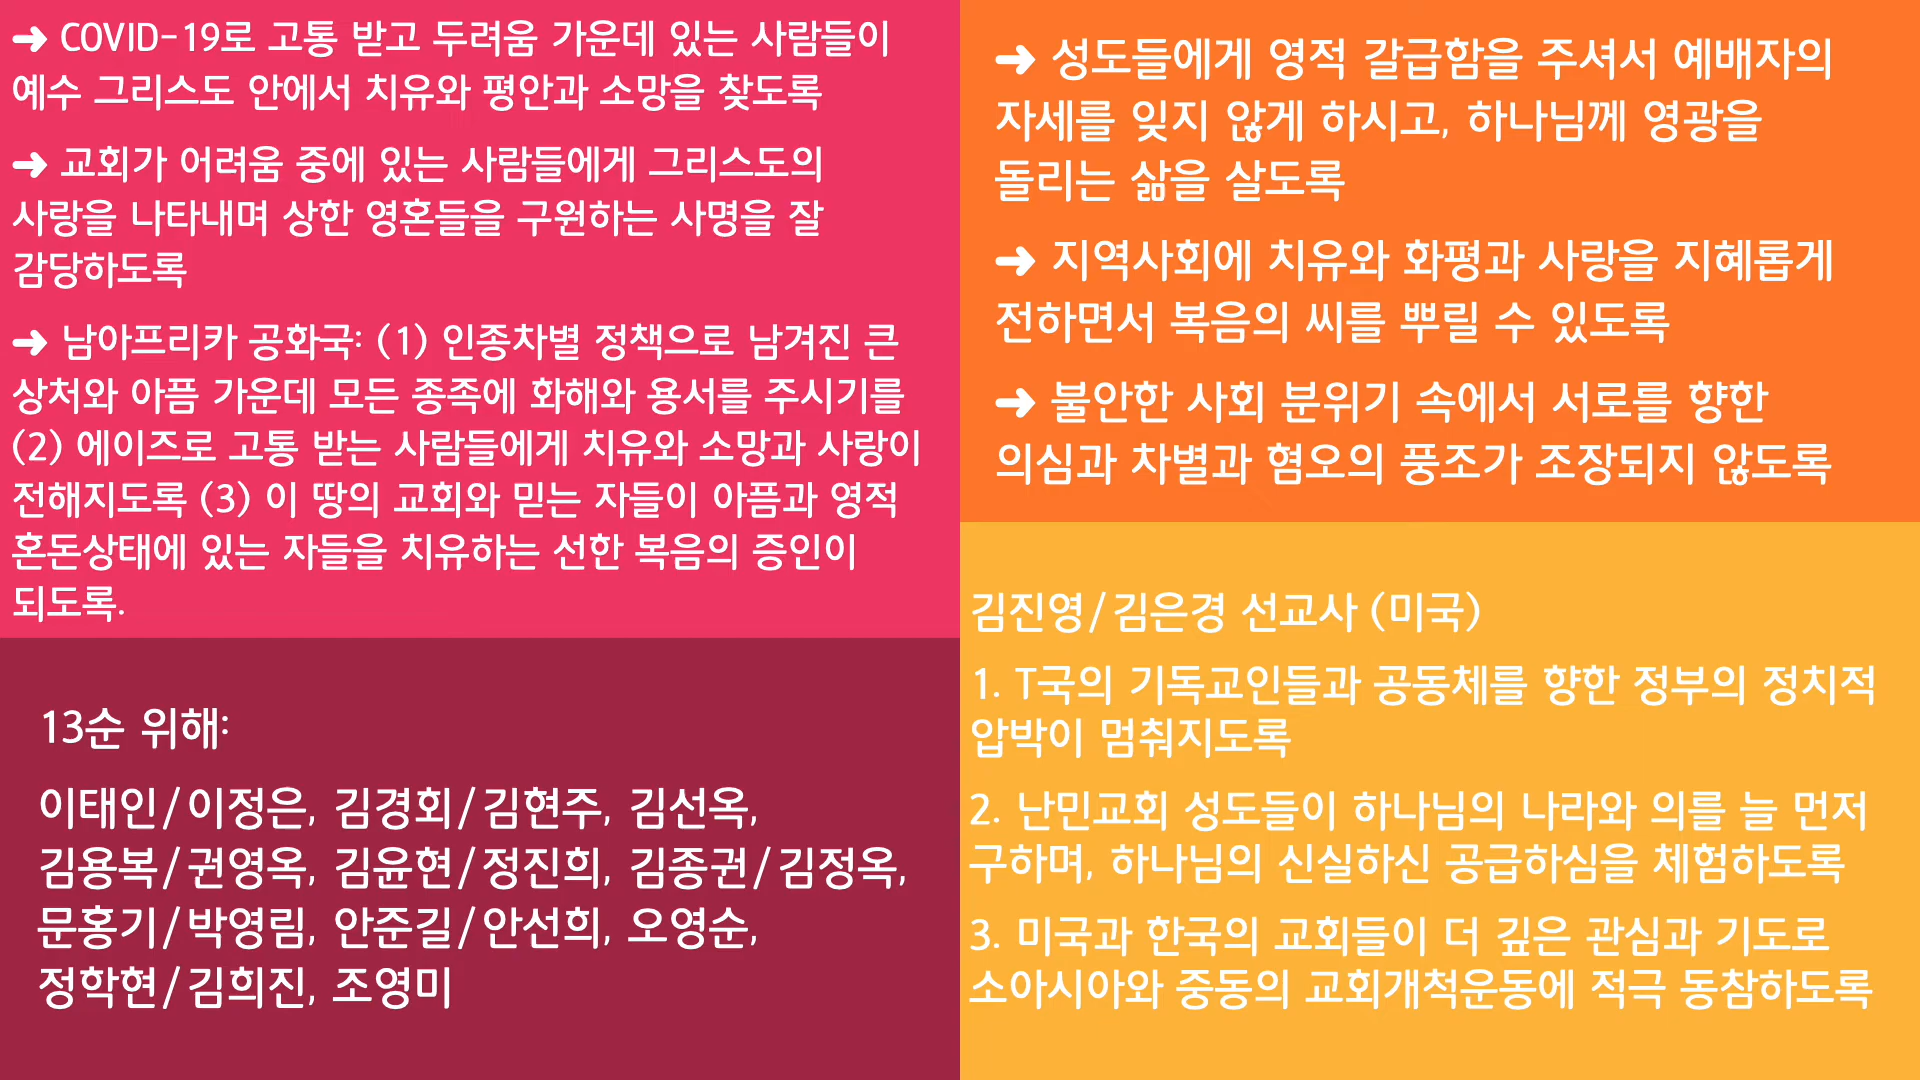 ➜ COVID-19로 고통 받고 두려움 가운데 있는 사람들이
예수 그리스도 안에서 치유와 평안과 소망을 찾도록
➜ 교회가 어려움 중에 있는 사람들에게 그리스도의
사랑을 나타내며 상한 영혼들을 구원하는 사명을 잘
감당하도록
➜ 남아프리카 공화국: (1) 인종차별 정책으로 남겨진 큰
상처와 아픔 가운데 모든 종족에 화해와 용서를 주시기를
(2) 에이즈로 고통 받는 사람들에게 치유와 소망과 사랑이
전해지도록 (3) 이 땅의 교회와 믿는 자들이 아픔과 영적
혼돈상태에 있는 자들을 치유하는 선한 복음의 증인이
되도록.
➜ 성도들에게 영적 갈급함을 주셔서 예배자의
자세를 잊지 않게 하시고, 하나님께 영광을
돌리는 삶을 살도록
➜ 지역사회에 치유와 화평과 사랑을 지혜롭게
전하면서 복음의 씨를 뿌릴 수 있도록
➜ 불안한 사회 분위기 속에서 서로를 향한
의심과 차별과 혐오의 풍조가 조장되지 않도록
13순 위해:
이태인/이정은, 김경회/김현주, 김선옥,
김용복/권영옥, 김윤현/정진희, 김종권/김정옥,
문홍기/박영림, 안준길/안선희, 오영순,
정학현/김희진, 조영미
김진영/김은경 선교사 (미국)
1. T국의 기독교인들과 공동체를 향한 정부의 정치적
압박이 멈춰지도록
2. 난민교회 성도들이 하나님의 나라와 의를 늘 먼저
구하며, 하나님의 신실하신 공급하심을 체험하도록
3. 미국과 한국의 교회들이 더 깊은 관심과 기도로
소아시아와 중동의 교회개척운동에 적극 동참하도록